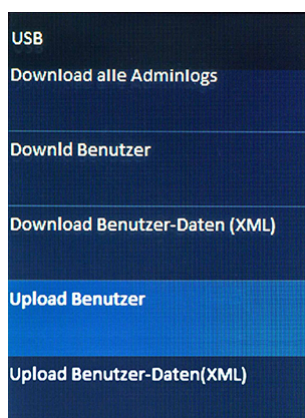 USB
Download alle Adminlogs
Downld Benutzer
Download Benutzer-Daten (XML)
Upload Benutzer
Upload Benutzer-Daten(XML)